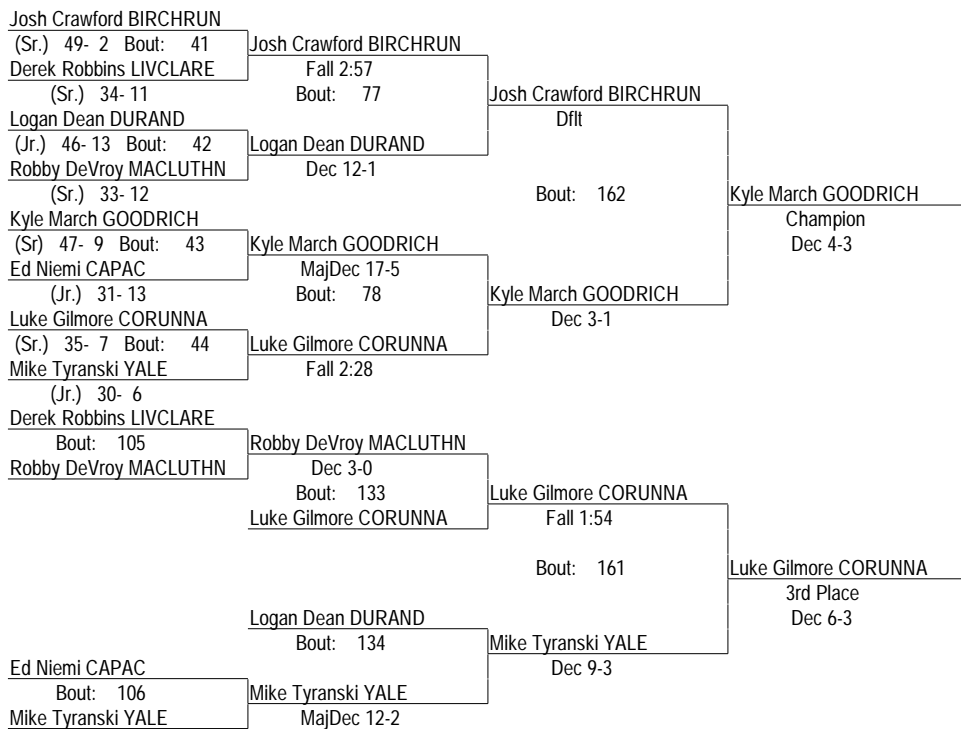 Josh Crawford BIRCHRUN
(Sr.) 49- 2 Bout: 41
Josh Crawford BIRCHRUN
Derek Robbins LIVCLARE
Fall 2:57
(Sr.) 34- 11
Bout: 77
Josh Crawford BIRCHRUN
Logan Dean DURAND
Dflt
(Jr.) 46- 13 Bout: 42
Logan Dean DURAND
Robby DeVroy MACLUTHN
Dec 12-1
(Sr.) 33- 12
Bout: 162
Kyle March GOODRICH
Kyle March GOODRICH
Champion
(Sr) 47- 9 Bout: 43
Kyle March GOODRICH
Dec 4-3
Ed Niemi CAPAC
MajDec 17-5
(Jr.) 31- 13
Bout: 78
Kyle March GOODRICH
Luke Gilmore CORUNNA
Dec 3-1
(Sr.) 35- 7 Bout: 44
Luke Gilmore CORUNNA
Mike Tyranski YALE
Fall 2:28
(Jr.) 30- 6
Derek Robbins LIVCLARE
Bout: 105
Robby DeVroy MACLUTHN
Robby DeVroy MACLUTHN
Dec 3-0
Bout: 133
Luke Gilmore CORUNNA
Luke Gilmore CORUNNA
Fall 1:54
Bout: 161
Luke Gilmore CORUNNA
3rd Place
Logan Dean DURAND
Dec 6-3
Bout: 134
Mike Tyranski YALE
Ed Niemi CAPAC
Dec 9-3
Bout: 106
Mike Tyranski YALE
Mike Tyranski YALE
MajDec 12-2